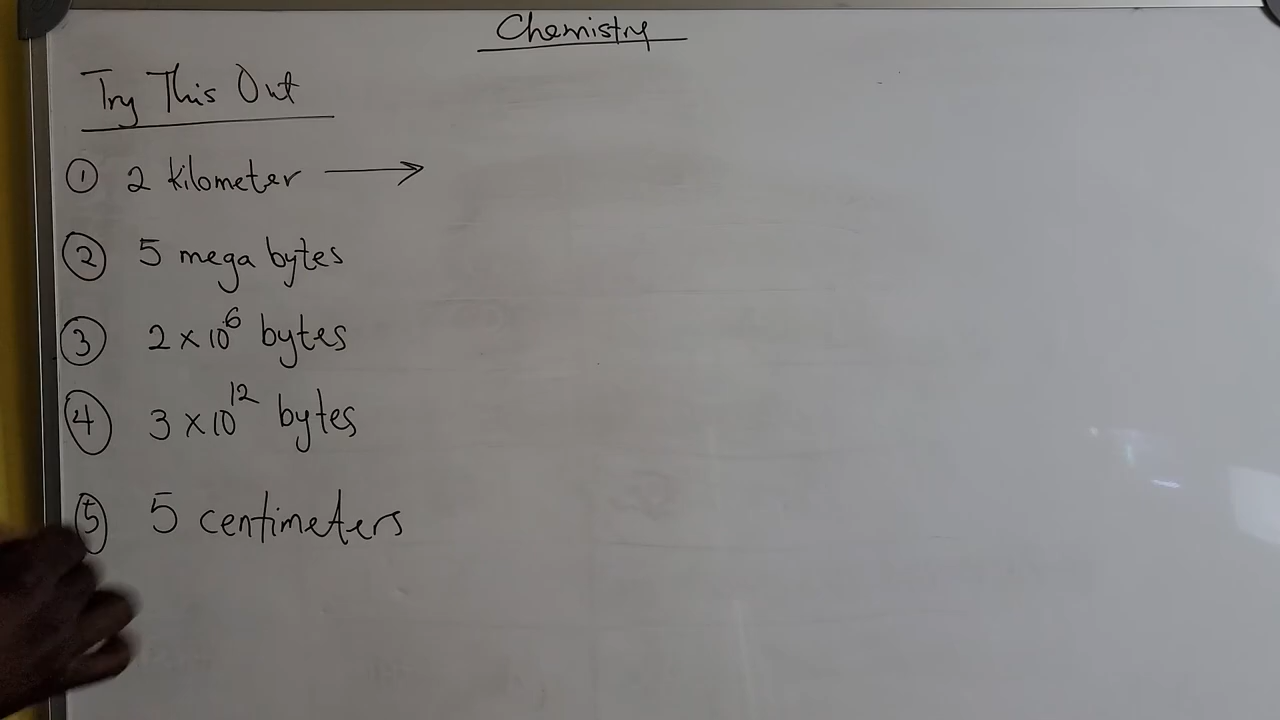 Chemistry
Try This Out
① 2 kilometer ⟶
② 5 mega bytes
③ 2 × 10⁶ bytes
④ 3 × 10¹² bytes
⑤ 5 centimeters